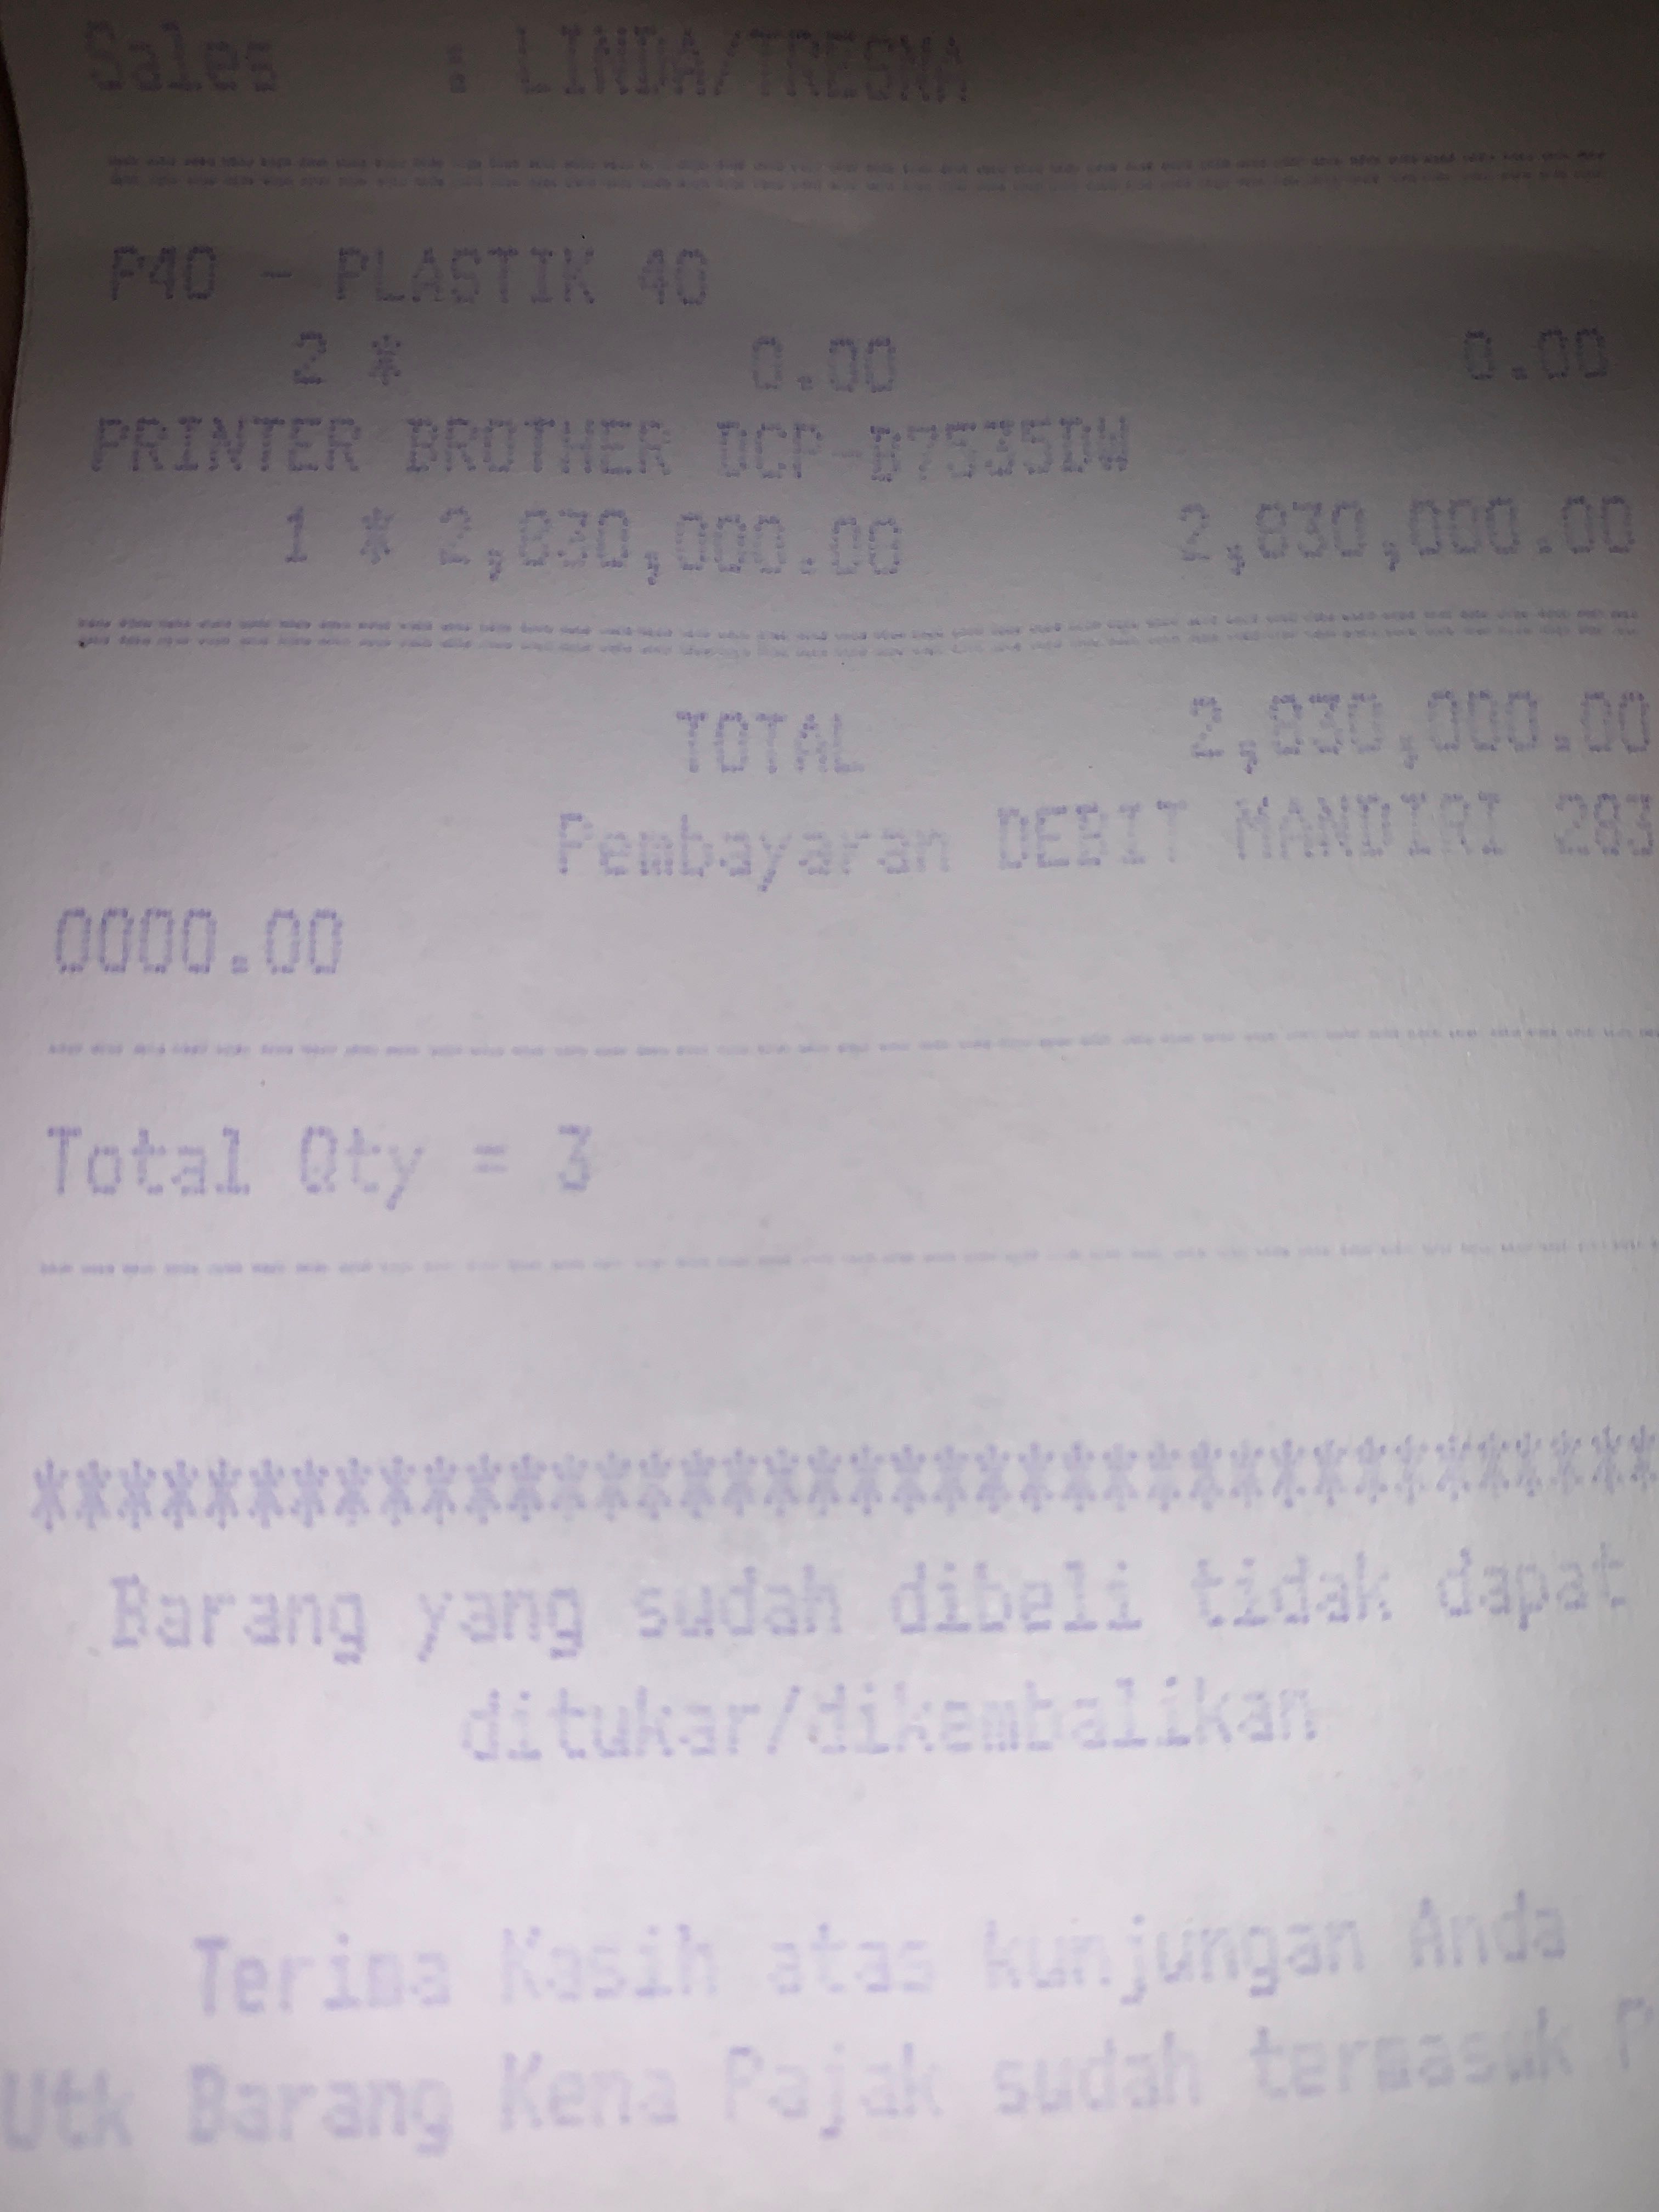 Sales : LINDA/TRESNA
================================
P40 - PLASTIK 40
2 * 0.00 0.00
PRINTER BROTHER DCP-B7535DW
1 * 2,830,000.00 2,830,000.00
================================
TOTAL 2,830,000.00
Pembayaran DEBIT MANDIRI 283
0000.00
--------------------------------
Total Qty = 3
--------------------------------
**************************************
Barang yang sudah dibeli tidak dapat
ditukar/dikembalikan
Terima Kasih atas kunjungan Anda
Utk Barang Kena Pajak sudah termasuk P